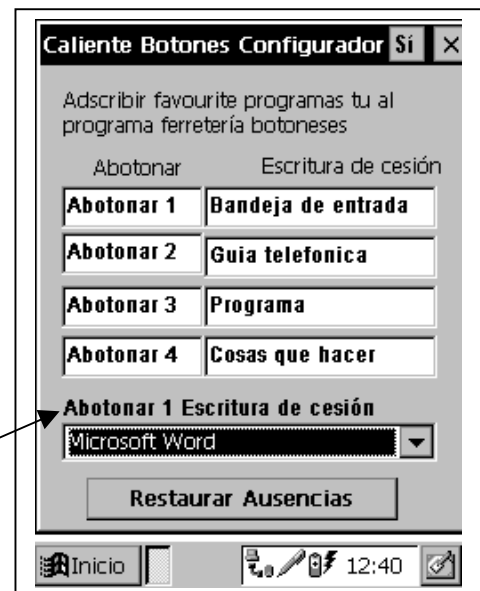 Caliente Botones Configurador Sí ×
Adscribir favourite programas tu al
programa ferretería botoneses
Abotonar Escritura de cesión
Abotonar 1 Bandeja de entrada
Abotonar 2 Guia telefonica
Abotonar 3 Programa
Abotonar 4 Cosas que hacer
Abotonar 1 Escritura de cesión
Microsoft Word
Restaurar Ausencias
Inicio 12:40